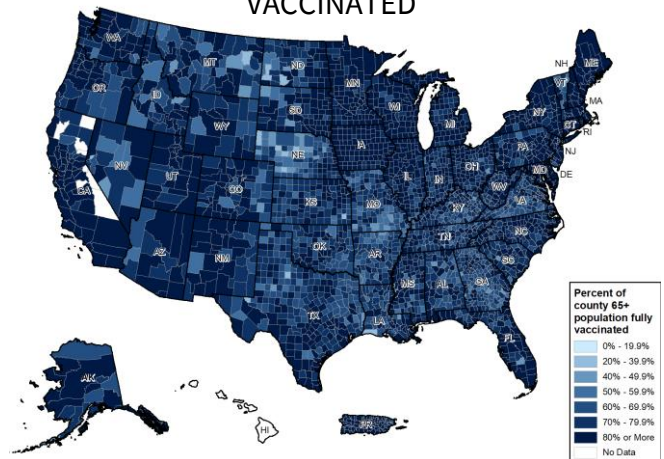 VACCINATED
WA
MT
ND
MN
ME
NH
VT
OR
ID
SD
WI
MI
NY
MA
WY
CT
RI
NE
IA
PA
NJ
NV
UT
CO
IL
IN
OH
MD
DE
CA
KS
MO
WV
VA
KY
AZ
NM
OK
AR
TN
NC
SC
MS
AL
GA
TX
LA
FL
AK
HI
PR
Percent of
county 65+
population fully
vaccinated
0% - 19.9%
20% - 39.9%
40% - 49.9%
50% - 59.9%
60% - 69.9%
70% - 79.9%
80% or More
No Data